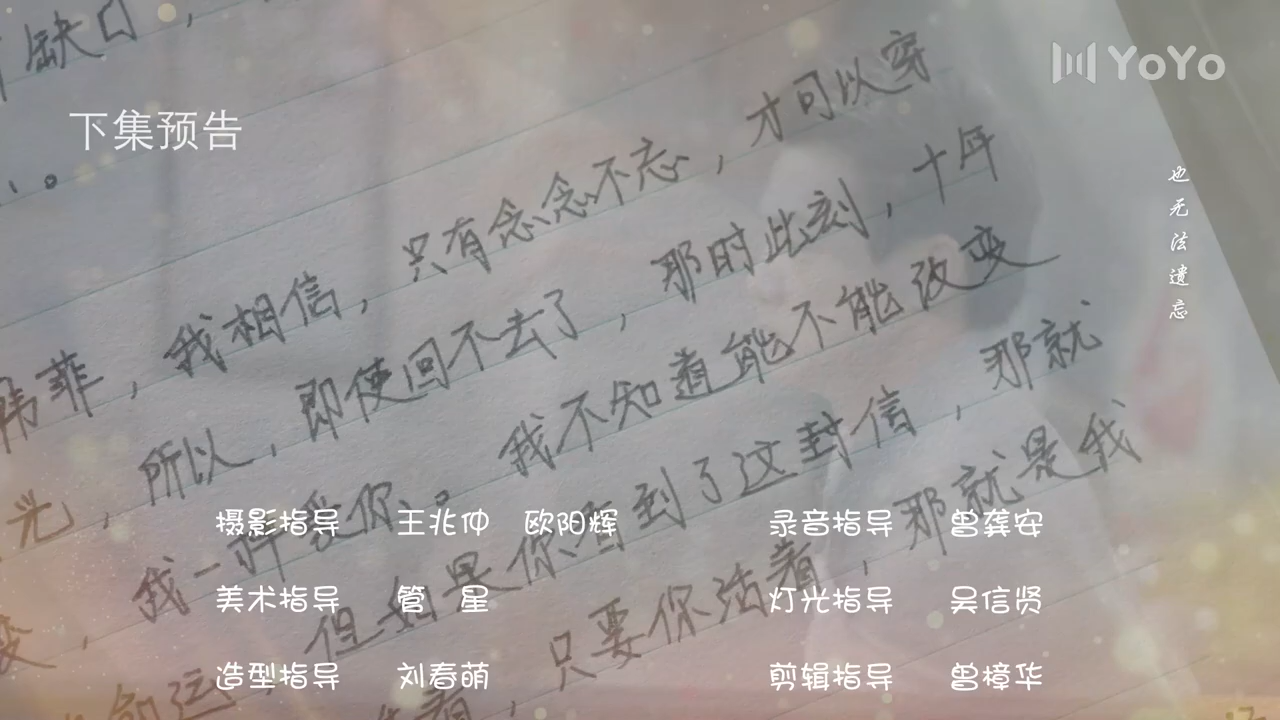 缺口，
YoYo
下集预告
也无法遗忘
。
菲，我相信，只有念念不忘，才可以穿
光，所以，即使回不去了，那时此刻，十年
变，我一
你。我不知道能不能改变
命运，但如果你
到了这封信，那就
着，只要你活着，那就是我
摄影指导 王兆仲 欧阳辉 录音指导 曾龚安
美术指导 管星 灯光指导 吴信贤
造型指导 刘春萌 剪辑指导 曾樟华